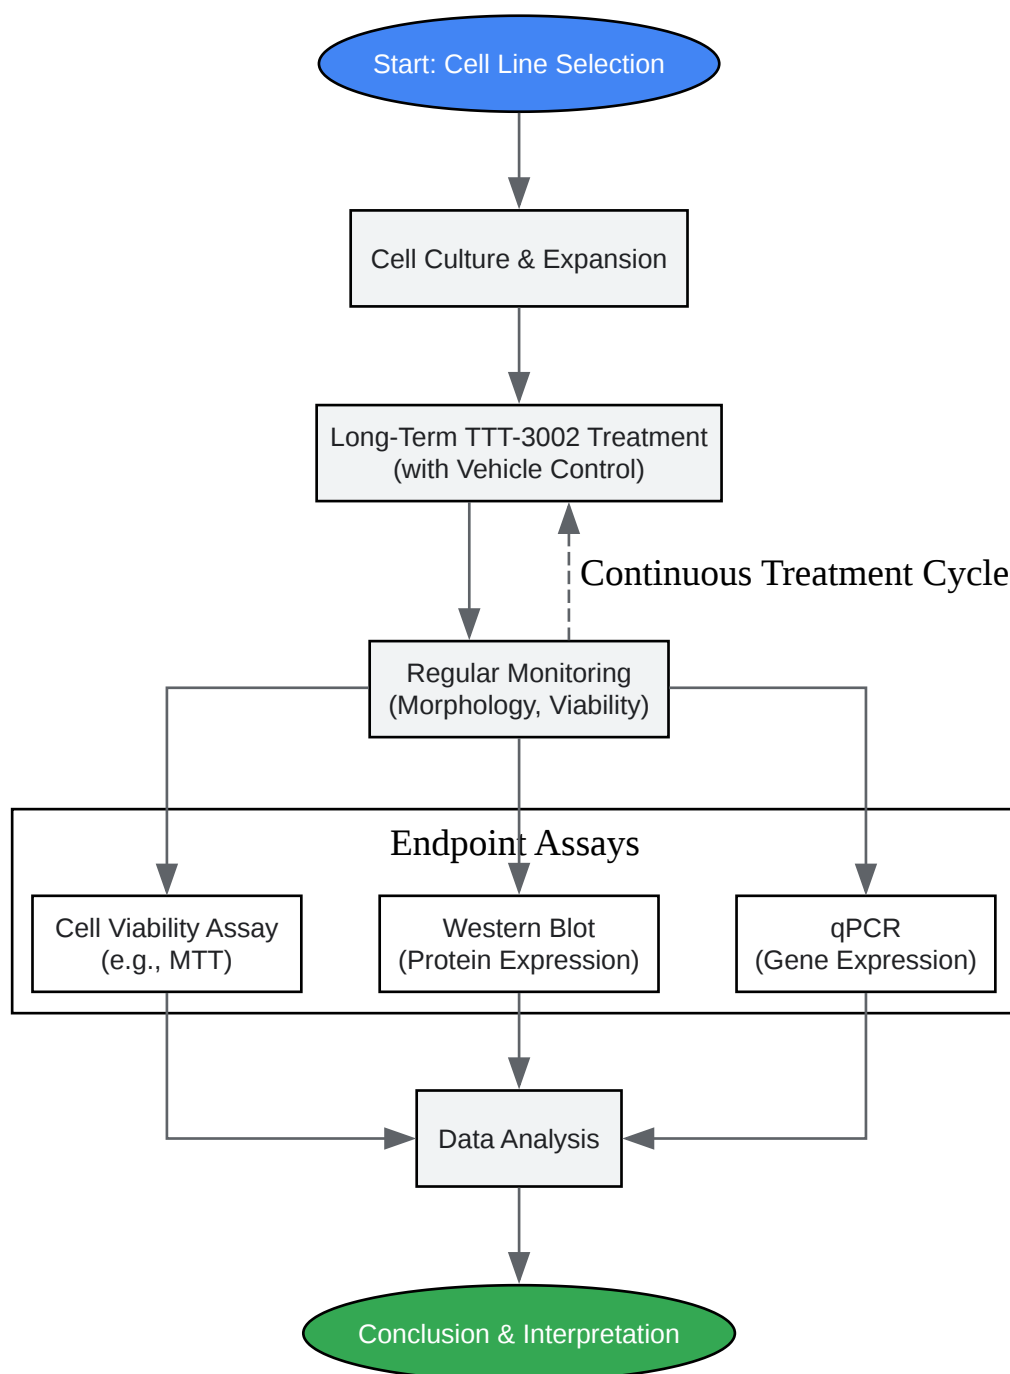 Start: Cell Line Selection
Cell Culture & Expansion
Long-Term TTT-3002 Treatment
(with Vehicle Control)
Continuous Treatment Cycle
Regular Monitoring
(Morphology, Viability)
Endpoint Assays
Cell Viability Assay
(e.g., MTT)
Western Blot
(Protein Expression)
qPCR
(Gene Expression)
Data Analysis
Conclusion & Interpretation